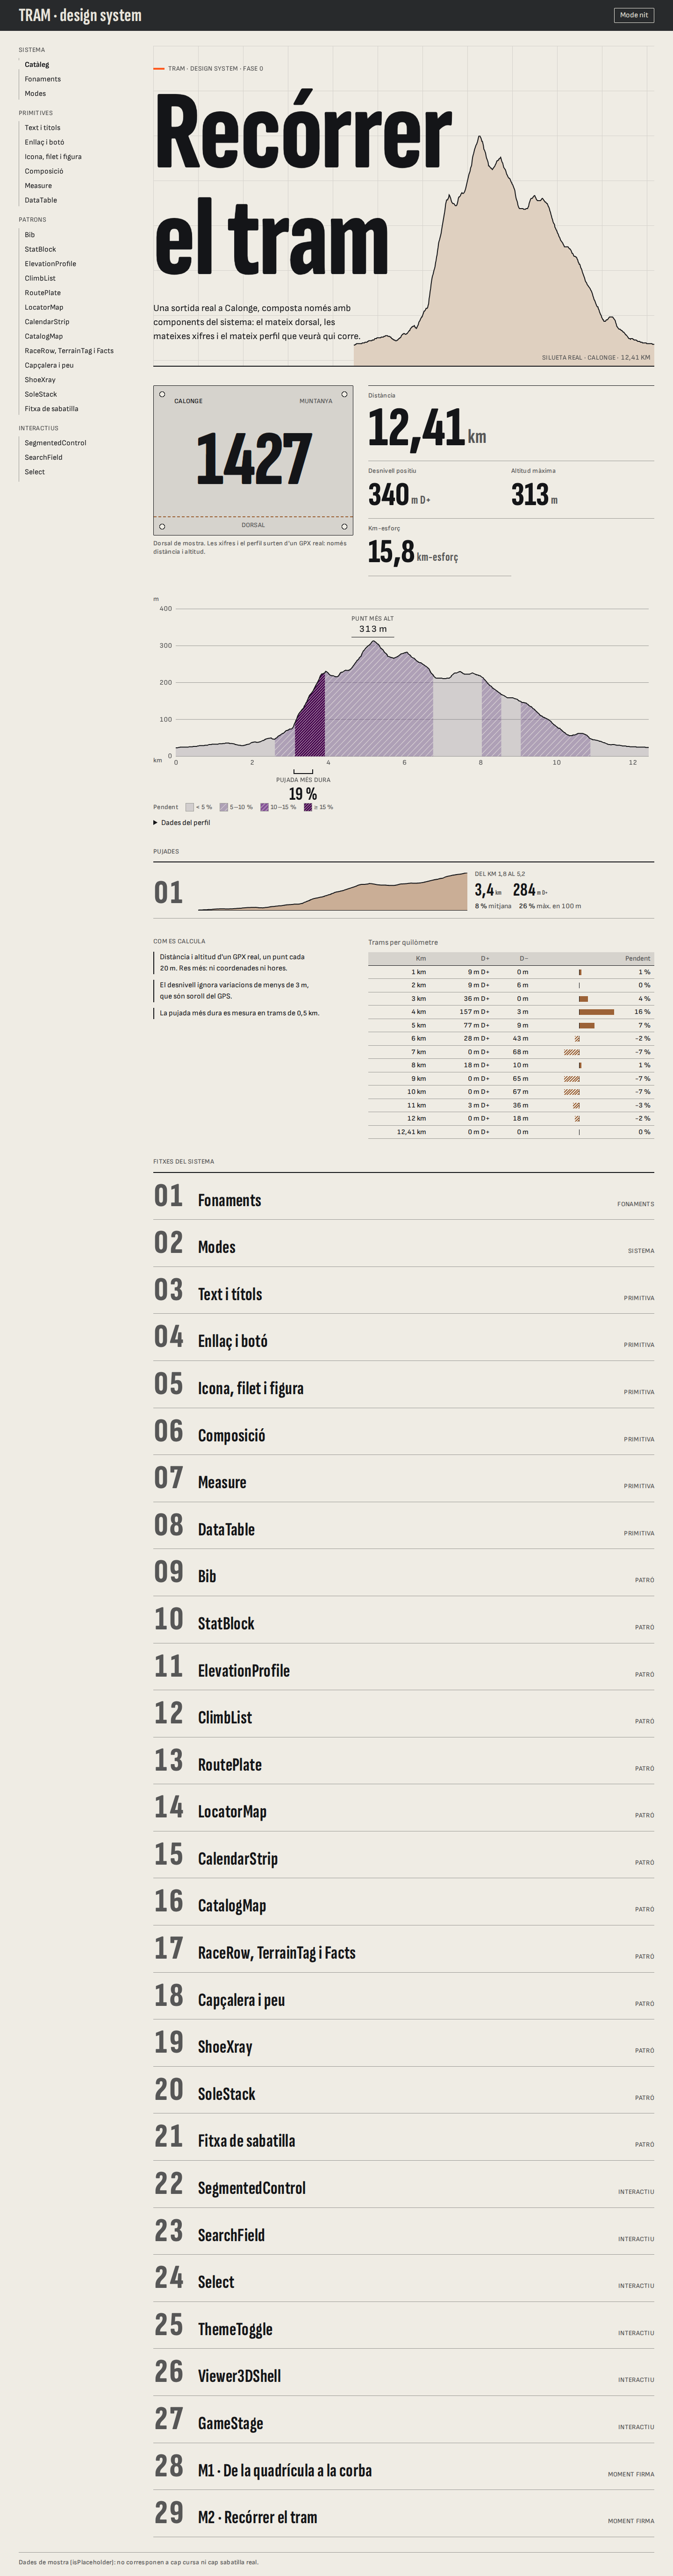 TRAM · design system
Mode nit
SISTEMA
Catàleg
Fonaments
Modes
PRIMITIVES
Text i títols
Enllaç i botó
Icona, filet i figura
Composició
Measure
DataTable
PATRONS
Bib
StatBlock
ElevationProfile
ClimbList
RoutePlate
LocatorMap
CalendarStrip
CatalogMap
RaceRow, TerrainTag i Facts
Capçalera i peu
ShoeXray
SoleStack
Fitxa de sabatilla
INTERACTIUS
SegmentedControl
SearchField
Select
TRAM · DESIGN SYSTEM · FASE 0
Recórrer
el tram
Una sortida real a Calonge, composta només amb
components del sistema: el mateix dorsal, les
mateixes xifres i el mateix perfil que veurà qui corre.
SILUETA REAL · CALONGE · 12,41 KM
CALONGE
MUNTANYA
1427
DORSAL
Dorsal de mostra. Les xifres i el perfil surten d'un GPX real: només
distància i altitud.
Distància
12,41 km
Desnivell positiu
340 m D+
Altitud màxima
313 m
Km-esforç
15,8 km-esforç
m
400
300
200
100
0
PUNT MÉS ALT
313 m
km
0 2 4 6 8 10 12
PUJADA MÉS DURA
19 %
Pendent < 5 % 5–10 % 10–15 % ≥ 15 %
Dades del perfil
PUJADES
01
DEL KM 1,8 AL 5,2
3,4 km 284 m D+
8 % mitjana 26 % màx. en 100 m
COM ES CALCULA
Distància i altitud d'un GPX real, un punt cada
20 m. Res més: ni coordenades ni hores.
El desnivell ignora variacions de menys de 3 m,
que són soroll del GPS.
La pujada més dura es mesura en trams de 0,5 km.
Trams per quilòmetre
Km D+ D− Pendent
1 km 9 m D+ 0 m 1 %
2 km 9 m D+ 6 m 0 %
3 km 36 m D+ 0 m 4 %
4 km 157 m D+ 3 m 16 %
5 km 77 m D+ 9 m 7 %
6 km 28 m D+ 43 m -2 %
7 km 0 m D+ 68 m -7 %
8 km 18 m D+ 10 m 1 %
9 km 0 m D+ 65 m -7 %
10 km 0 m D+ 67 m -7 %
11 km 3 m D+ 36 m -3 %
12 km 0 m D+ 18 m -2 %
12,41 km 0 m D+ 0 m 0 %
FITXES DEL SISTEMA
01 Fonaments FONAMENTS
02 Modes SISTEMA
03 Text i títols PRIMITIVA
04 Enllaç i botó PRIMITIVA
05 Icona, filet i figura PRIMITIVA
06 Composició PRIMITIVA
07 Measure PRIMITIVA
08 DataTable PRIMITIVA
09 Bib PATRÓ
10 StatBlock PATRÓ
11 ElevationProfile PATRÓ
12 ClimbList PATRÓ
13 RoutePlate PATRÓ
14 LocatorMap PATRÓ
15 CalendarStrip PATRÓ
16 CatalogMap PATRÓ
17 RaceRow, TerrainTag i Facts PATRÓ
18 Capçalera i peu PATRÓ
19 ShoeXray PATRÓ
20 SoleStack PATRÓ
21 Fitxa de sabatilla PATRÓ
22 SegmentedControl INTERACTIU
23 SearchField INTERACTIU
24 Select INTERACTIU
25 ThemeToggle INTERACTIU
26 Viewer3DShell INTERACTIU
27 GameStage INTERACTIU
28 M1 · De la quadrícula a la corba MOMENT FIRMA
29 M2 · Recórrer el tram MOMENT FIRMA
Dades de mostra (isPlaceholder): no corresponen a cap cursa ni cap sabatilla real.